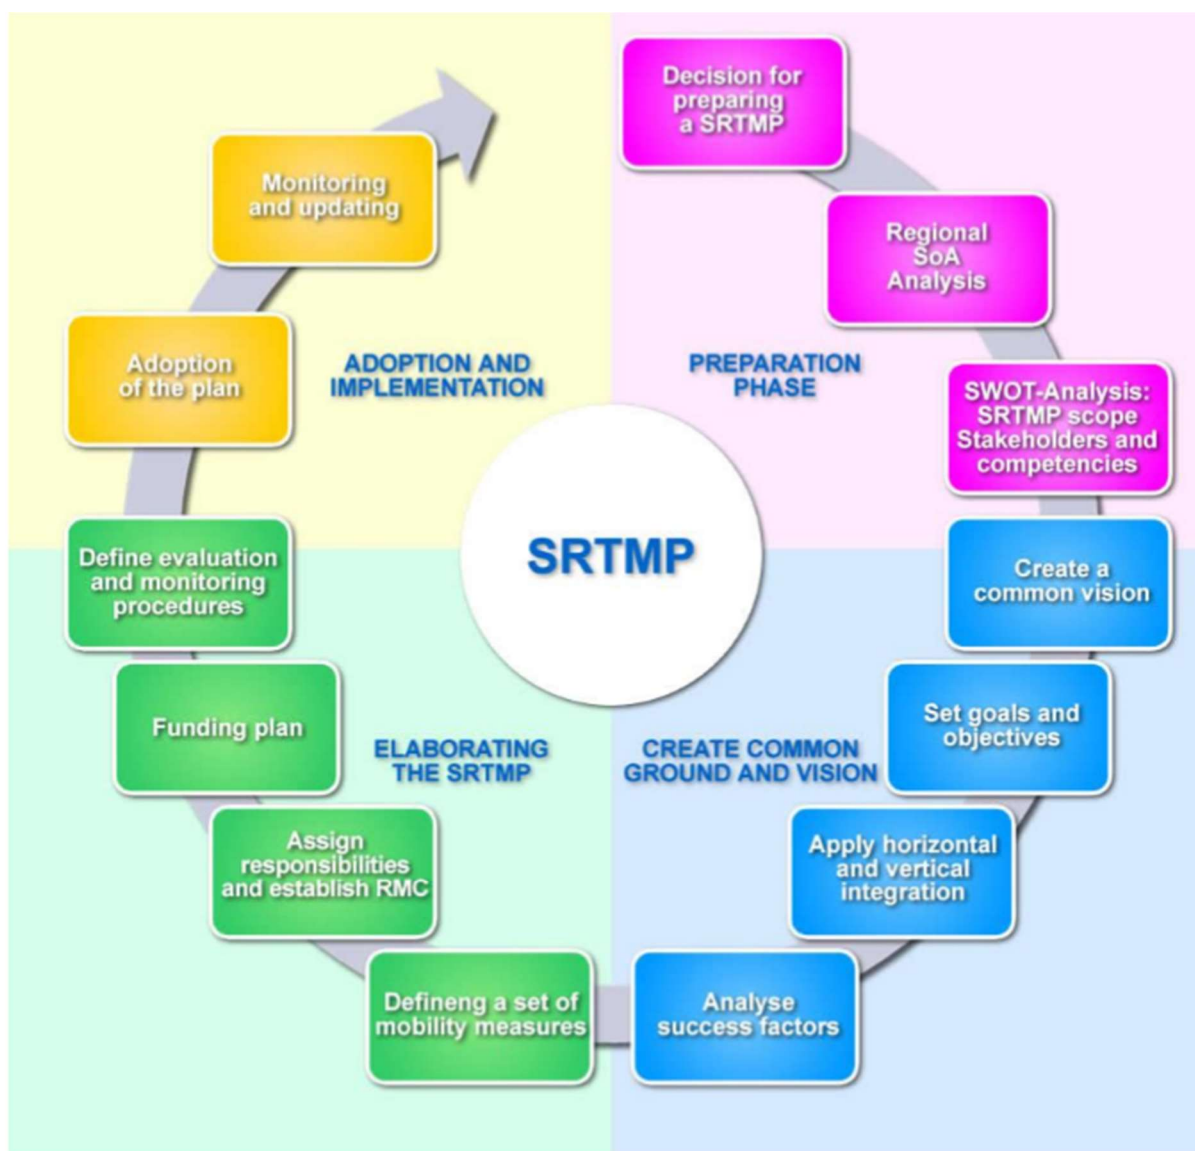 Decision for
preparing
a SRTMP
Regional
SoA
Analysis
SWOT-Analysis:
SRTMP scope
Stakeholders and
competencies
PREPARATION
PHASE
Create a
common vision
Set goals and
objectives
Apply horizontal
and vertical
integration
Analyse
success factors
CREATE COMMON
GROUND AND VISION
Defineng a set of
mobility measures
Assign
responsibilities
and establish RMC
Funding plan
Define evaluation
and monitoring
procedures
ELABORATING
THE SRTMP
Adoption
of the plan
Monitoring
and updating
ADOPTION AND
IMPLEMENTATION
SRTMP